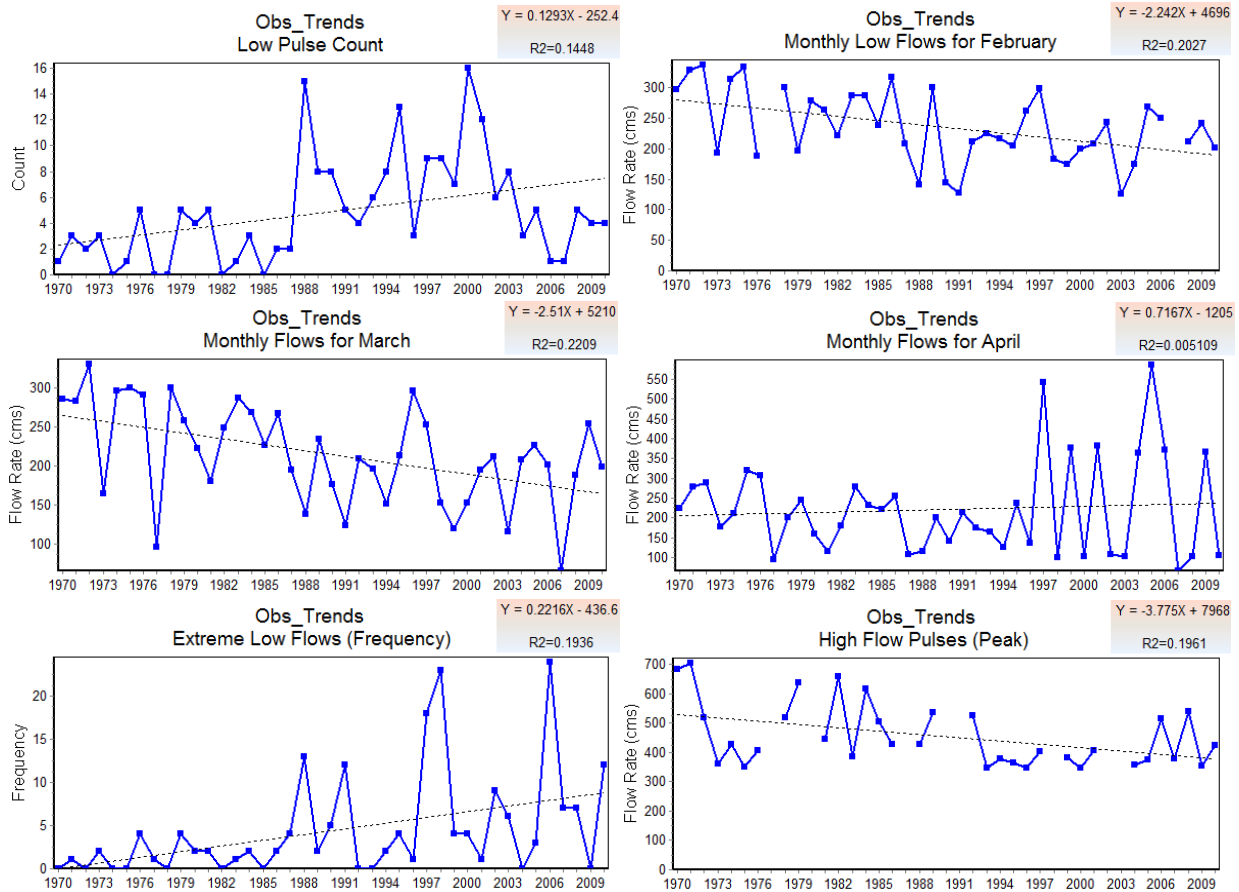 Obs_Trends
Low Pulse Count
Y = 0.1293X - 252.4
R2=0.1448
Count
16
14
12
10
8
6
4
2
0
1970 1973 1976 1979 1982 1985 1988 1991 1994 1997 2000 2003 2006 2009
Obs_Trends
Monthly Low Flows for February
Y = -2.242X + 4696
R2=0.2027
Flow Rate (cms)
300
250
200
150
100
50
0
1970 1973 1976 1979 1982 1985 1988 1991 1994 1997 2000 2003 2006 2009
Obs_Trends
Monthly Flows for March
Y = -2.51X + 5210
R2=0.2209
Flow Rate (cms)
300
250
200
150
100
1970 1973 1976 1979 1982 1985 1988 1991 1994 1997 2000 2003 2006 2009
Obs_Trends
Monthly Flows for April
Y = 0.7167X - 1205
R2=0.005109
Flow Rate (cms)
550
500
450
400
350
300
250
200
150
100
1970 1973 1976 1979 1982 1985 1988 1991 1994 1997 2000 2003 2006 2009
Obs_Trends
Extreme Low Flows (Frequency)
Y = 0.2216X - 436.6
R2=0.1936
Frequency
20
15
10
5
0
1970 1973 1976 1979 1982 1985 1988 1991 1994 1997 2000 2003 2006 2009
Obs_Trends
High Flow Pulses (Peak)
Y = -3.775X + 7968
R2=0.1961
Flow Rate (cms)
700
600
500
400
300
200
100
0
1970 1973 1976 1979 1982 1985 1988 1991 1994 1997 2000 2003 2006 2009